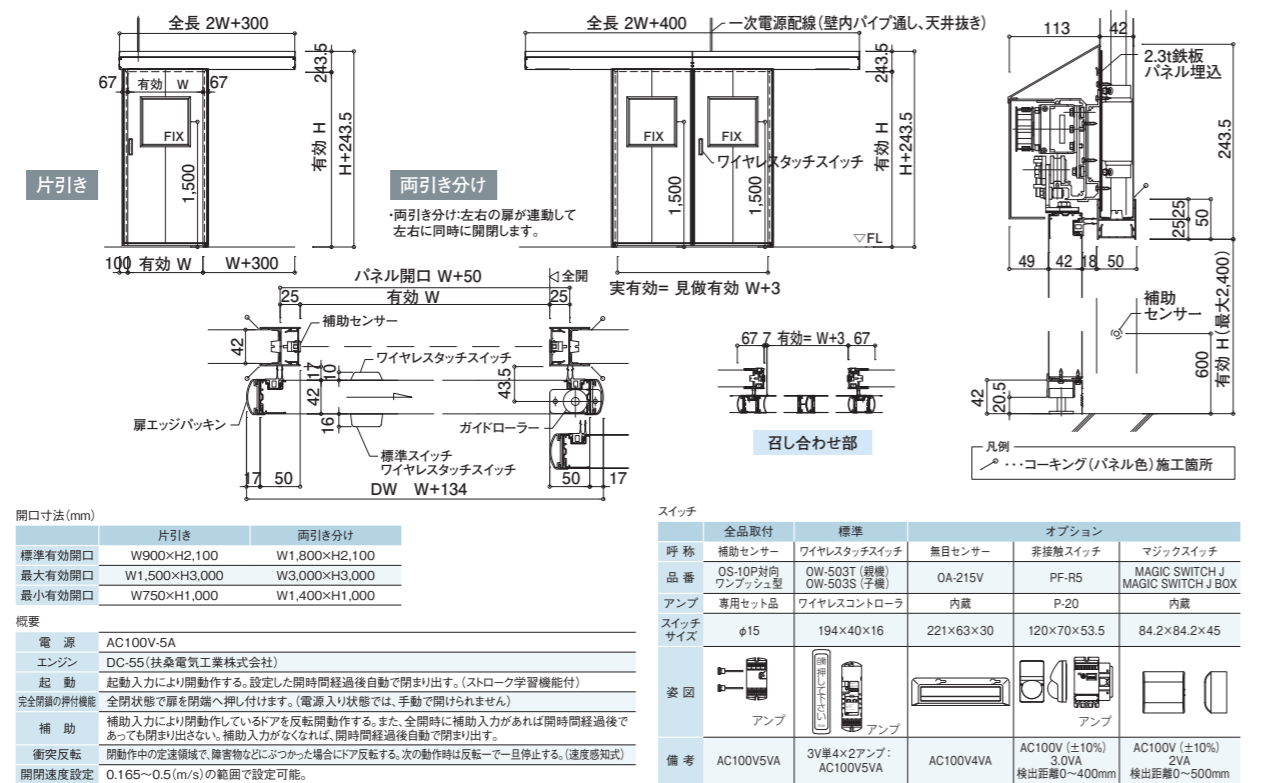 全長 2W+300
243.5
67
有効 W
67
FIX
1,500
有効 H
H+243.5
片引き
100
有効 W
W+300
全長 2W+400
一次電源配線(壁内パイプ通し、天井抜き)
243.5
FIX
FIX
ワイヤレスタッチスイッチ
1,500
1,500
有効 H
H+243.5
▽FL
両引き分け
・両引き分け:左右の扉が連動して
左右に同時に開閉します。
実有効= 見做有効 W+3
113
42
2.3t鉄板
パネル埋込
243.5
25
25
50
49
42
18
50
補助
センサー
600
有効 H(最大2,400)
42
20.5
パネル開口 W+50
全開
25
有効 W
25
補助センサー
42
ワイヤレスタッチスイッチ
17
10
42
16
43.5
扉エッジパッキン
ガイドローラー
標準スイッチ
ワイヤレスタッチスイッチ
17
50
50
17
DW W+134
67
7
有効= W+3
67
召し合わせ部
凡例
・・・コーキング(パネル色)施工箇所
開口寸法(mm)
片引き 両引き分け
標準有効開口 W900×H2,100 W1,800×H2,100
最大有効開口 W1,500×H3,000 W3,000×H3,000
最小有効開口 W750×H1,000 W1,400×H1,000
概要
電 源 AC100V-5A
エンジン DC-55(扶桑電気工業株式会社)
起 動 起動入力により開動作する。設定した開時間経過後自動で閉まり出す。(ストローク学習機能付)
完全閉鎖の押付機能 全閉状態で扉を閉端へ押し付けます。(電源入り状態では、手動で開けられません)
補 助 補助入力により閉動作しているドアを反転開動作する。また、全開時に補助入力があれば開時間経過後で
あっても閉まり出さない。補助入力がなくなれば、開時間経過後自動で閉まり出す。
衝突反転 閉動作中の定速領域で、障害物などにぶつかった場合にドア反転する。次の動作時は反転ーで一旦停止する。(速度感知式)
開閉速度設定 0.165〜0.5(m/s)の範囲で設定可能。
スイッチ
全品取付 標準 オプション
呼 称 補助センサー ワイヤレスタッチスイッチ 無目センサー 非接触スイッチ マジックスイッチ
品 番 OS-10P対向
ワンプッシュ型 OW-503T(親機)
OW-503S(子機) OA-215V PF-R5 MAGIC SWITCH J
MAGIC SWITCH J BOX
アンプ 専用セット品 ワイヤレスコントローラ 内蔵 P-20 内蔵
スイッチ
サイズ φ15 194×40×16 221×63×30 120×70×53.5 84.2×84.2×45
姿 図
アンプ
押して下さい
アンプ
アンプ
備 考 AC100V5VA 3V単4×2アンプ:
AC100V5VA AC100V4VA AC100V(±10%)
3.0VA
検出距離0〜400mm AC100V(±10%)
2VA
検出距離0〜500mm